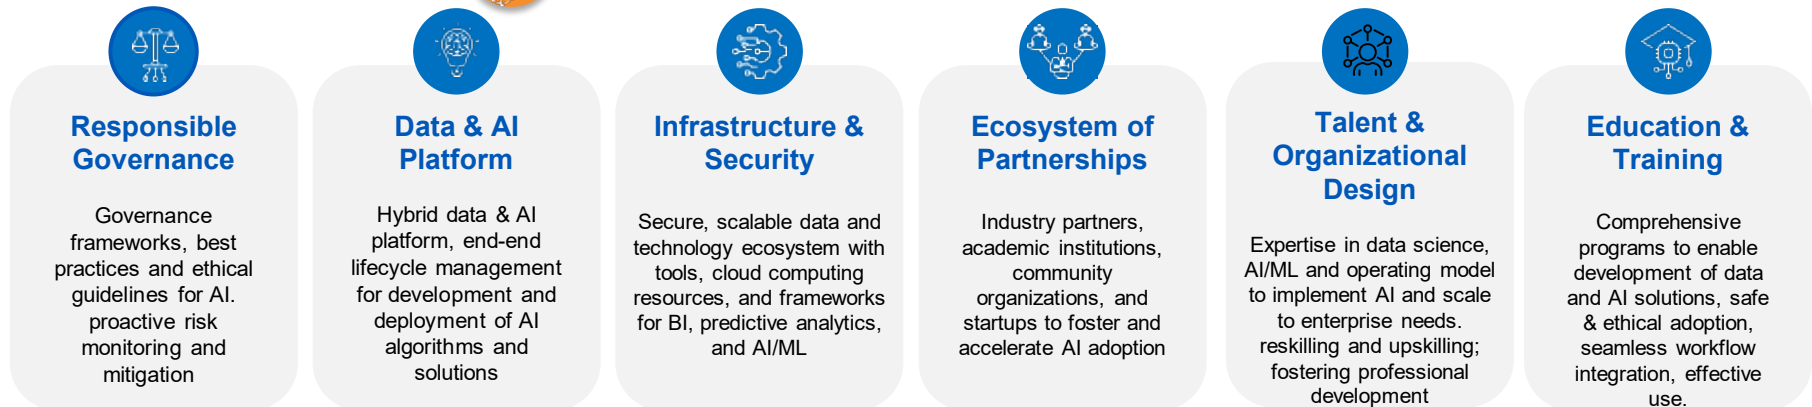 Responsible
Governance
Governance
frameworks, best
practices and ethical
guidelines for AI.
proactive risk
monitoring and
mitigation
Data & AI
Platform
Hybrid data & AI
platform, end-end
lifecycle management
for development and
deployment of AI
algorithms and
solutions
Infrastructure &
Security
Secure, scalable data and
technology ecosystem with
tools, cloud computing
resources, and frameworks
for BI, predictive analytics,
and AI/ML
Ecosystem of
Partnerships
Industry partners,
academic institutions,
community
organizations, and
startups to foster and
accelerate AI adoption
Talent &
Organizational
Design
Expertise in data science,
AI/ML and operating model
to implement AI and scale
to enterprise needs.
reskilling and upskilling;
fostering professional
development
Education &
Training
Comprehensive
programs to enable
development of data
and AI solutions, safe
& ethical adoption,
seamless workflow
integration, effective
use.